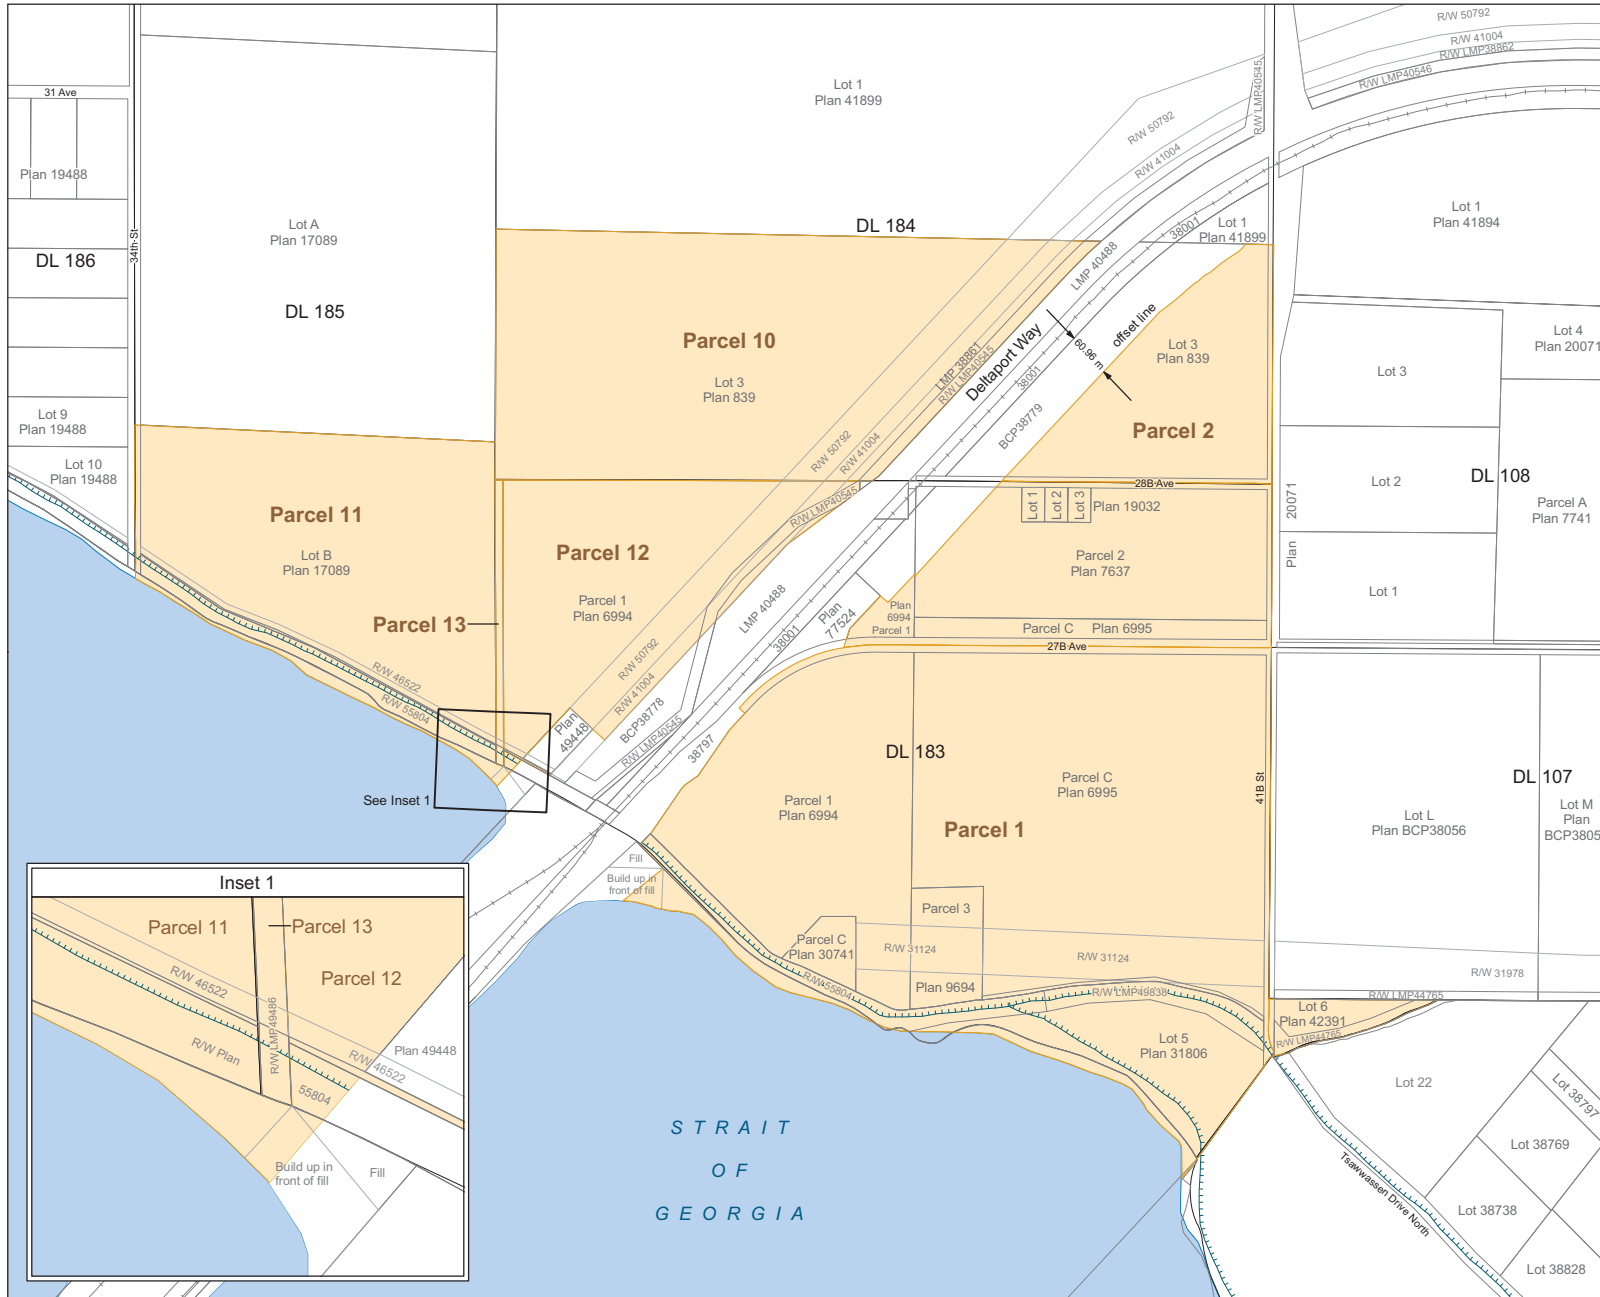 R/W 50792
R/W 41004
R/W LMP38862
R/W LMP40546
31 Ave
Lot 1
Plan 41899
R/W LMP40545
R/W 50792
R/W 41004
Plan 19488
34th St
Lot A
Plan 17089
DL 184
Lot 1
Plan 41899
38001
Lot 1
Plan 41894
DL 186
DL 185
LMP 40488
offset line
Parcel 10
LMP 38861
R/W LMP40545
Deltaport Way
60.96 m
Lot 3
Plan 839
Lot 4
Plan 20071
Lot 3
Plan 839
38001
Lot 3
Lot 9
Plan 19488
BCP38779
Parcel 2
R/W 50792
R/W 41004
Lot 10
Plan 19488
DL 108
Lot 2
28B Ave
Parcel 11
R/W LMP40545
Lot 1
Lot 2
Lot 3
Plan 19032
Plan 20071
Parcel A
Plan 7741
Lot B
Plan 17089
Parcel 12
Parcel 2
Plan 7637
Lot 1
Parcel 1
Plan 6994
LMP 40488
Plan
77524
Plan
6994
Parcel 1
Parcel 13
38001
Parcel C Plan 6995
27B Ave
R/W 50792
R/W 46522
R/W 41004
R/W 55804
Plan
49448
BCP38778
R/W LMP40545
38797
DL 183
DL 107
See Inset 1
Parcel C
Plan 6995
41B St
Parcel 1
Plan 6994
Parcel 1
Lot L
Plan BCP38056
Lot M
Plan
BCP3805
Fill
Build up in
front of fill
Inset 1
Parcel 11
Parcel 13
Parcel 12
R/W 46522
R/W LMP49486
R/W Plan
55804
R/W 46522
Plan 49448
Build up in
front of fill
Fill
Parcel 3
Parcel C
Plan 30741
R/W 31124
R/W 31124
R/W 31978
R/W 55804
Plan 9694
R/W LMP49838
R/W LMP44765
Lot 6
Plan 42391
R/W LMP44765
Lot 5
Plan 31806
Lot 22
Lot 38797
STRAIT
OF
GEORGIA
Lot 38769
Tsawwassen Drive North
Lot 38738
Lot 38828